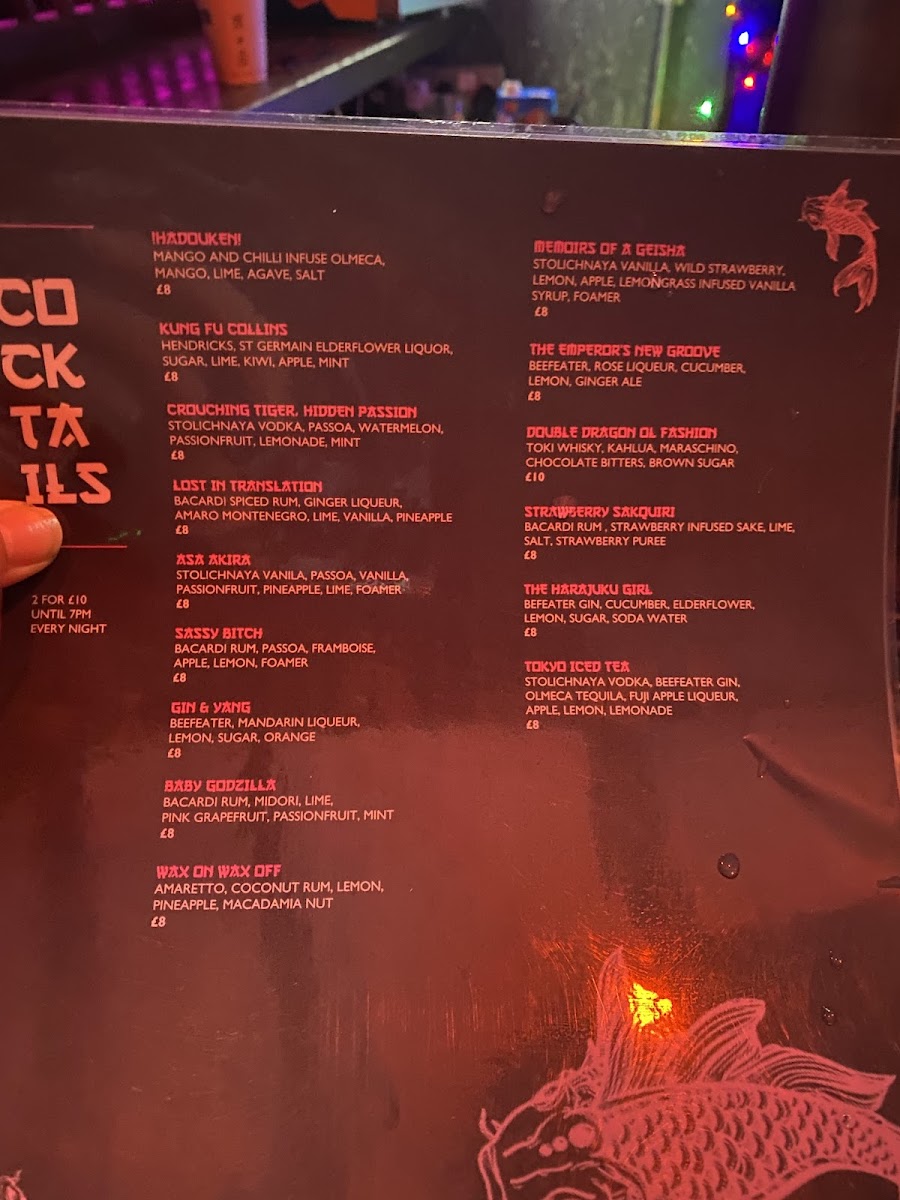 CO
CK
TA
ILS
2 FOR £10
UNTIL 7PM
EVERY NIGHT
!HADOUKEN!
MANGO AND CHILLI INFUSE OLMECA,
MANGO, LIME, AGAVE, SALT
£8
KUNG FU COLLINS
HENDRICKS, ST GERMAIN ELDERFLOWER LIQUOR,
SUGAR, LIME, KIWI, APPLE, MINT
£8
CROUCHING TIGER, HIDDEN PASSION
STOLICHNAYA VODKA, PASSOA, WATERMELON,
PASSIONFRUIT, LEMONADE, MINT
£8
LOST IN TRANSLATION
BACARDI SPICED RUM, GINGER LIQUEUR,
AMARO MONTENEGRO, LIME, VANILLA, PINEAPPLE
£8
ASA AKIRA
STOLICHNAYA VANILA, PASSOA, VANILLA,
PASSIONFRUIT, PINEAPPLE, LIME, FOAMER
£8
SASSY BITCH
BACARDI RUM, PASSOA, FRAMBOISE,
APPLE, LEMON, FOAMER
£8
GIN & YANG
BEEFEATER, MANDARIN LIQUEUR,
LEMON, SUGAR, ORANGE
£8
BABY GODZILLA
BACARDI RUM, MIDORI, LIME,
PINK GRAPEFRUIT, PASSIONFRUIT, MINT
£8
WAX ON WAX OFF
AMARETTO, COCONUT RUM, LEMON,
PINEAPPLE, MACADAMIA NUT
£8
MEMOIRS OF A GEISHA
STOLICHNAYA VANILLA, WILD STRAWBERRY,
LEMON, APPLE, LEMONGRASS INFUSED VANILLA
SYRUP, FOAMER
£8
THE EMPEROR'S NEW GROOVE
BEEFEATER, ROSE LIQUEUR, CUCUMBER,
LEMON, GINGER ALE
£8
DOUBLE DRAGON OL FASHION
TOKI WHISKY, KAHLUA, MARASCHINO,
CHOCOLATE BITTERS, BROWN SUGAR
£10
STRAWBERRY SAKQUIRI
BACARDI RUM , STRAWBERRY INFUSED SAKE, LIME,
SALT, STRAWBERRY PUREE
£8
THE HARAJUKU GIRL
BEFEATER GIN, CUCUMBER, ELDERFLOWER,
LEMON, SUGAR, SODA WATER
£8
TOKYO ICED TEA
STOLICHNAYA VODKA, BEEFEATER GIN,
OLMECA TEQUILA, FUJI APPLE LIQUEUR,
APPLE, LEMON, LEMONADE
£8